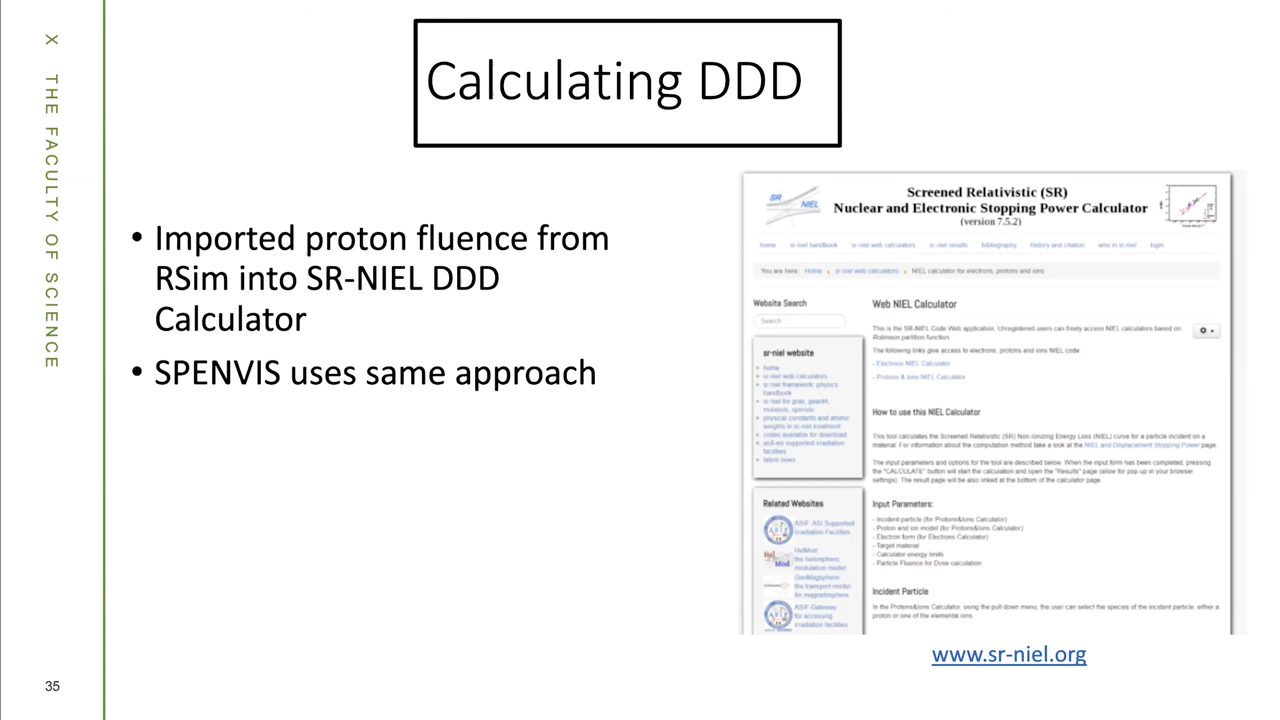 X THE FACULTY OF SCIENCE
Calculating DDD
• Imported proton fluence from
RSim into SR-NIEL DDD
Calculator
• SPENVIS uses same approach
SR NIEL
Screened Relativistic (SR)
Nuclear and Electronic Stopping Power Calculator
(version 7.5.2)
home sr-niel handbook sr-niel web calculators sr-niel results bibliography history and citation who in sr-niel login
You are here: Home sr-niel web calculators NIEL calculator for electrons, protons and ions
Website Search
Search
sr-niel website
home
sr-niel web calculators
sr-niel framework: physics
handbook
sr-niel for gras, geant4,
mulassis, spenvis
physical constants and atomic
weights in sr-niel treatment
codes available for download
asif-asi supported irradiation
facilities
latest news
Related Websites
ASIF: ASI Supported
Irradiation Facilities
HelMod
HelMod
the heliospheric
modulation model
GeoMagsphere
the transport model
for magnetosphere
ASIF Gateway
for accessing
irradiation facilities
Web NIEL Calculator
This is the SR-NIEL Code Web application. Unregistered users can freely access NIEL calculators based on
Robinson partition function
The following links give access to electrons, protons and ions NIEL code.
- Electrons NIEL Calculator
- Protons & Ions NIEL Calculator
How to use this NIEL Calculator
This tool calculates the Screened Relativistic (SR) Non Ionizing Energy Loss (NIEL) curve for a particle incident on a
material. For information about the computation method take a look at the NIEL and Displacement Stopping Power page
The input parameters and options for the tool are described below. When the input form has been completed, pressing
the "CALCULATE" button will start the calculation and open the "Results" page (allow for pop up in your browser
settings). The result page will be also linked at the bottom of the calculator page.
Input Parameters:
- Incident particle (for Protons&Ions Calculator)
- Proton and ion model (for Protons&Ions Calculator)
- Electron form (for Electrons Calculator)
- Target material
- Calculator energy limits
- Particle Fluence for Dose calculation
Incident Particle
In the Protons&Ions Calculator, using the pull down menu, the user can select the species of the incident particle, either a
proton or one of the elemental ions
www.sr-niel.org
35